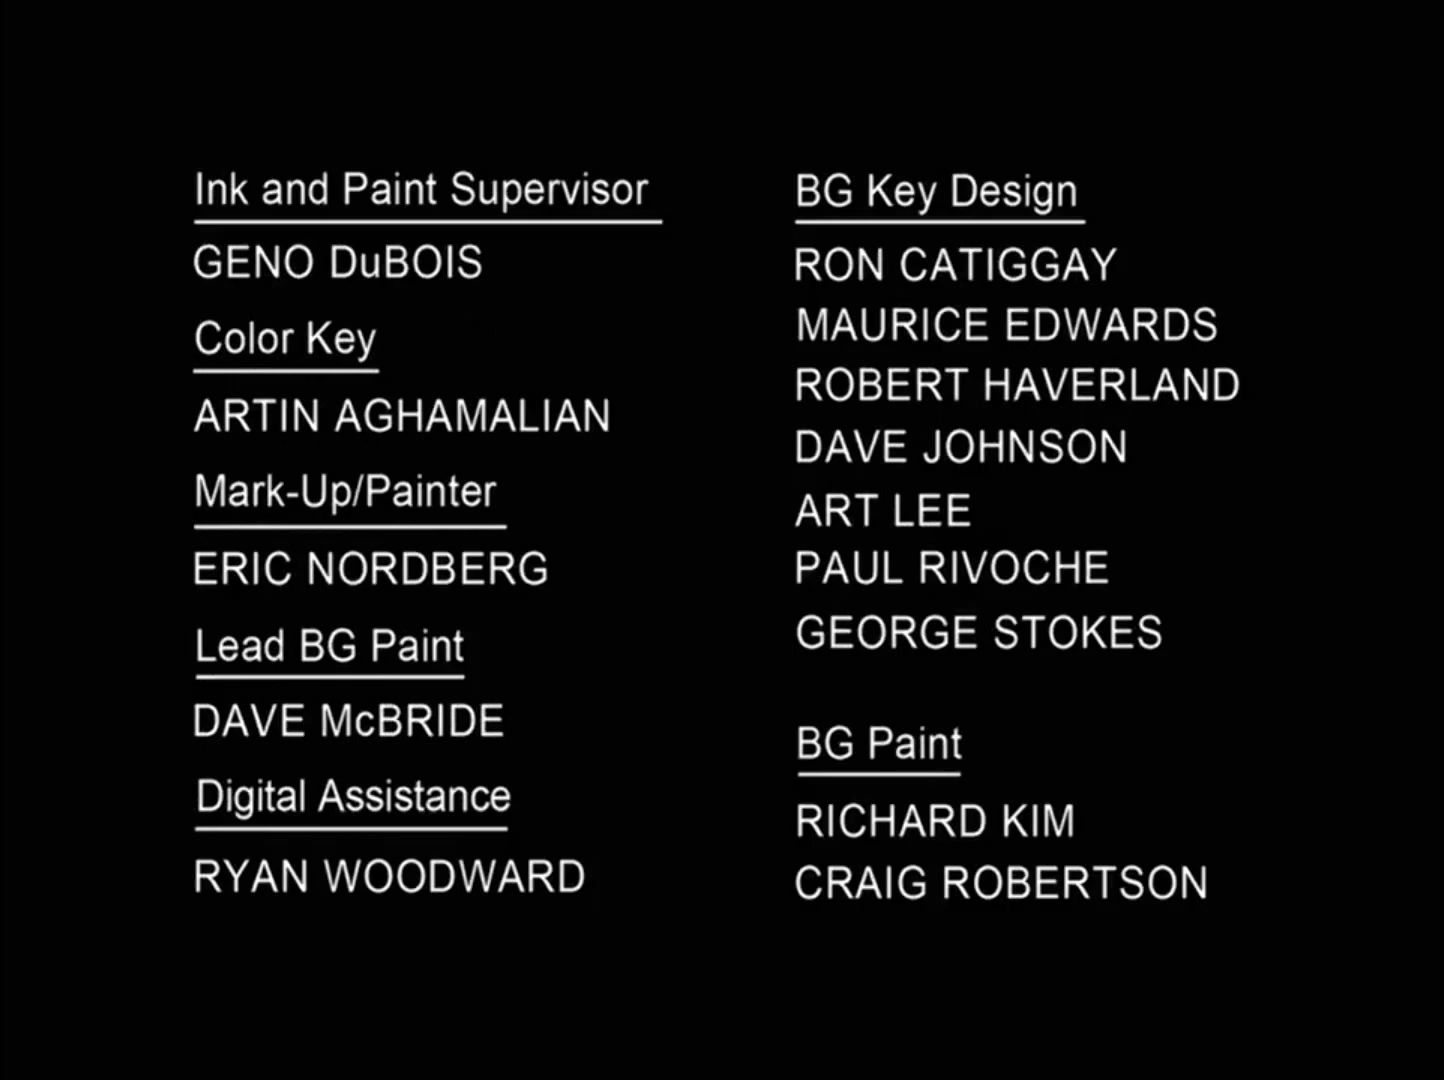 Ink and Paint Supervisor
GENO DuBOIS
Color Key
ARTIN AGHAMALIAN
Mark-Up/Painter
ERIC NORDBERG
Lead BG Paint
DAVE McBRIDE
Digital Assistance
RYAN WOODWARD
BG Key Design
RON CATIGGAY
MAURICE EDWARDS
ROBERT HAVERLAND
DAVE JOHNSON
ART LEE
PAUL RIVOCHE
GEORGE STOKES
BG Paint
RICHARD KIM
CRAIG ROBERTSON